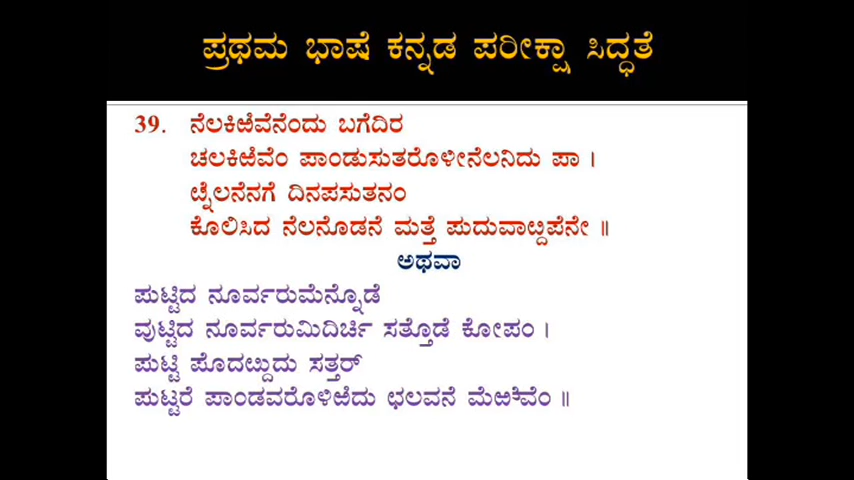 ಪ್ರಥಮ ಭಾಷೆ ಕನ್ನಡ ಪರೀಕ್ಷಾ ಸಿದ್ಧತೆ
39. ನೆಲಕಿಱಿವೆನೆಂದು ಬಗೆದಿರ
ಚಲಕಿಱಿವೆಂ ಪಾಂಡುಸುತರೊಳೀನೆಲನಿದು ಪಾ ।
ೞ್ನೆಲನೆನಗೆ ದಿನಪಸುತನಂ
ಕೊಲಿಸಿದ ನೆಲನೊಡನೆ ಮತ್ತೆ ಪುದುವಾೞ್ದಪೆನೇ ॥
ಅಥವಾ
ಪುಟ್ಟಿದ ನೂರ್ವರುಮೆನ್ನೊಡೆ
ವುಟ್ಟಿದ ನೂರ್ವರುಮಿದಿರ್ಚಿ ಸತ್ತೊಡೆ ಕೋಪಂ ।
ಪುಟ್ಟಿ ಪೊದೞ್ದುದು ಸತ್ತರ್
ಪುಟ್ಟರೆ ಪಾಂಡವರೊಳಿಱಿದು ಛಲವನೆ ಮೆಱೆವೆಂ ॥